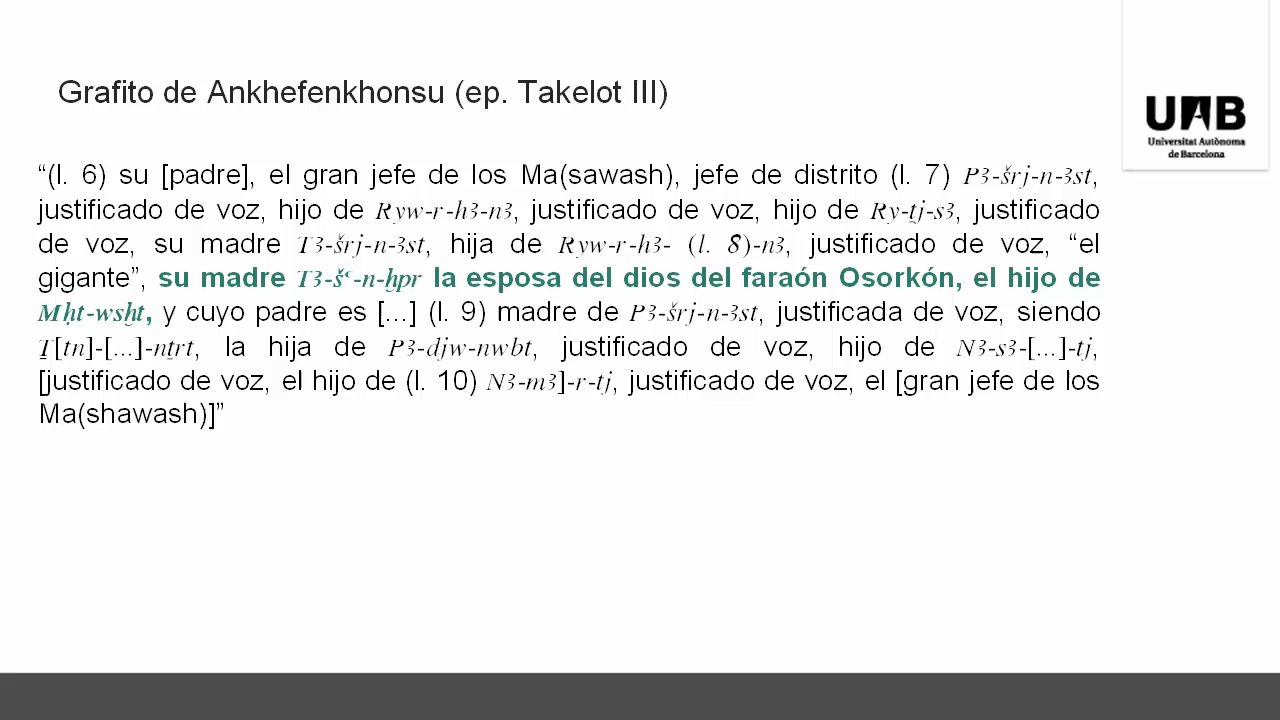 Grafito de Ankhefenkhonsu (ep. Takelot III)
UAB
Universitat Autònoma
de Barcelona
“(l. 6) su [padre], el gran jefe de los Ma(sawash), jefe de distrito (l. 7) P3-šrj-n-3st,
justificado de voz, hijo de Ryw-r-h3-n3, justificado de voz, hijo de Ry-ṯj-s3, justificado
de voz, su madre T3-šrj-n-3st, hija de Ryw-r-h3- (l. 8)-n3, justificado de voz, “el
gigante”, su madre T3-šʿ-n-ḫpr la esposa del dios del faraón Osorkón, el hijo de
Mḥt-wsḫt, y cuyo padre es [...] (l. 9) madre de P3-šrj-n-3st, justificada de voz, siendo
Ṯ[tn]-[...]-nṯrt, la hija de P3-djw-nwbt, justificado de voz, hijo de N3-s3-[...]-tj,
[justificado de voz, el hijo de (l. 10) N3-m3]-r-tj, justificado de voz, el [gran jefe de los
Ma(shawash)]”